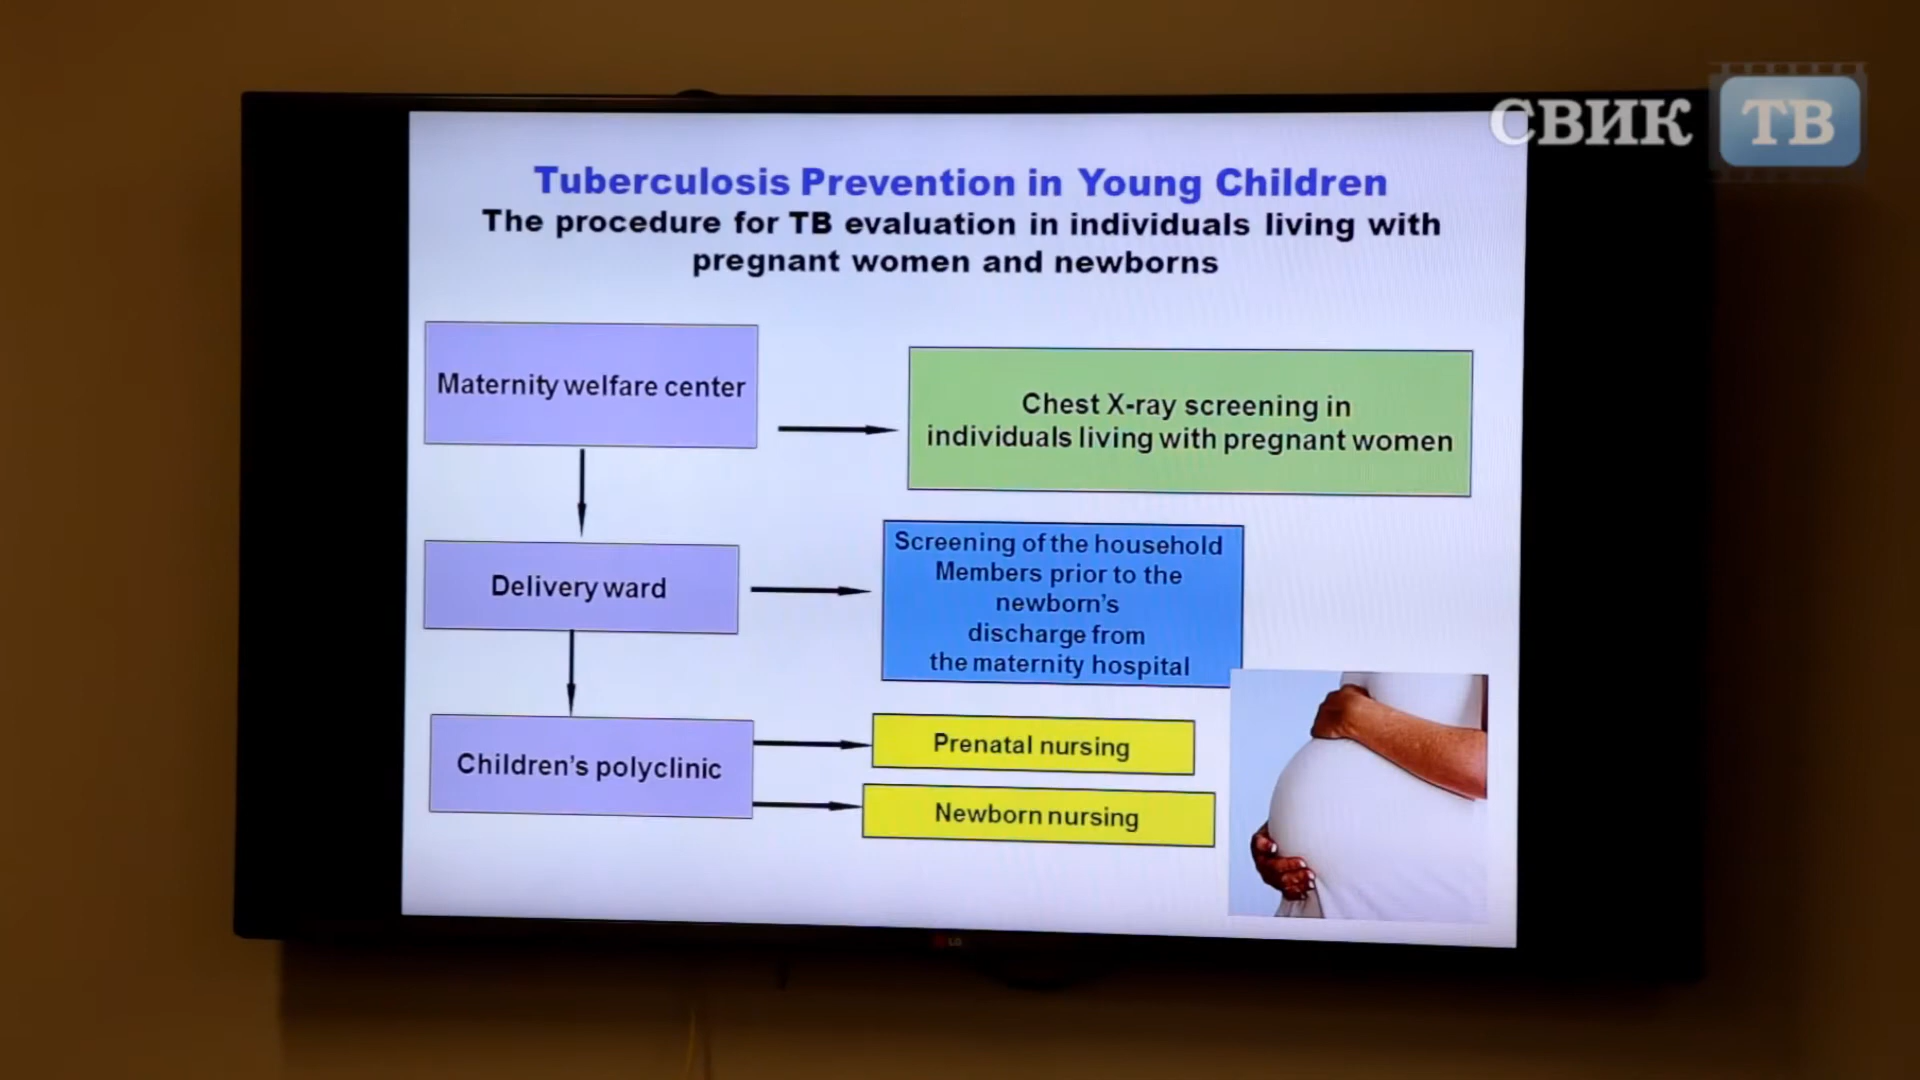 СВИК ТВ
Tuberculosis Prevention in Young Children
The procedure for TB evaluation in individuals living with
pregnant women and newborns
Maternity welfare center
Chest X-ray screening in
individuals living with pregnant women
Delivery ward
Screening of the household
Members prior to the
newborn's
discharge from
the maternity hospital
Children's polyclinic
Prenatal nursing
Newborn nursing
LG